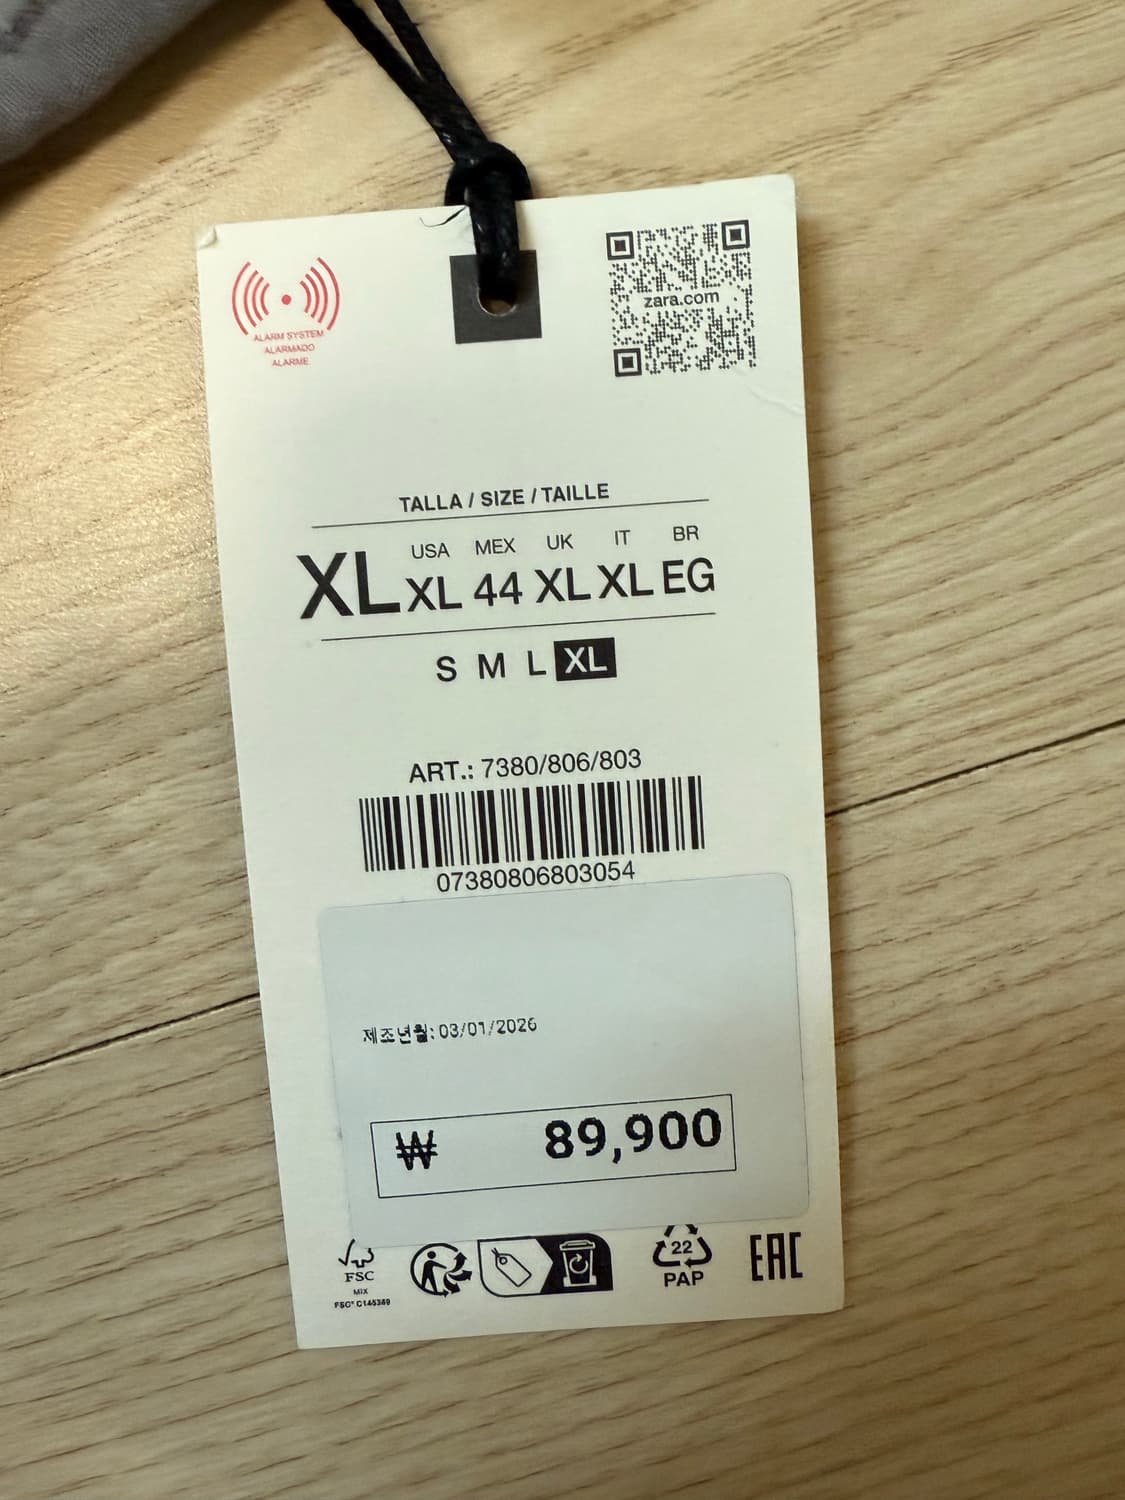 zara.com
ALARM SYSTEM
ALARMADO
ALARME
TALLA / SIZE / TAILLE
USA MEX UK IT BR
XL XL 44 XL XL EG
S M L XL
ART.: 7380/806/803
07380806803054
제조년월: 03/01/2026
₩ 89,900
FSC
MIX
FSC® C145369
22
PAP
EAC